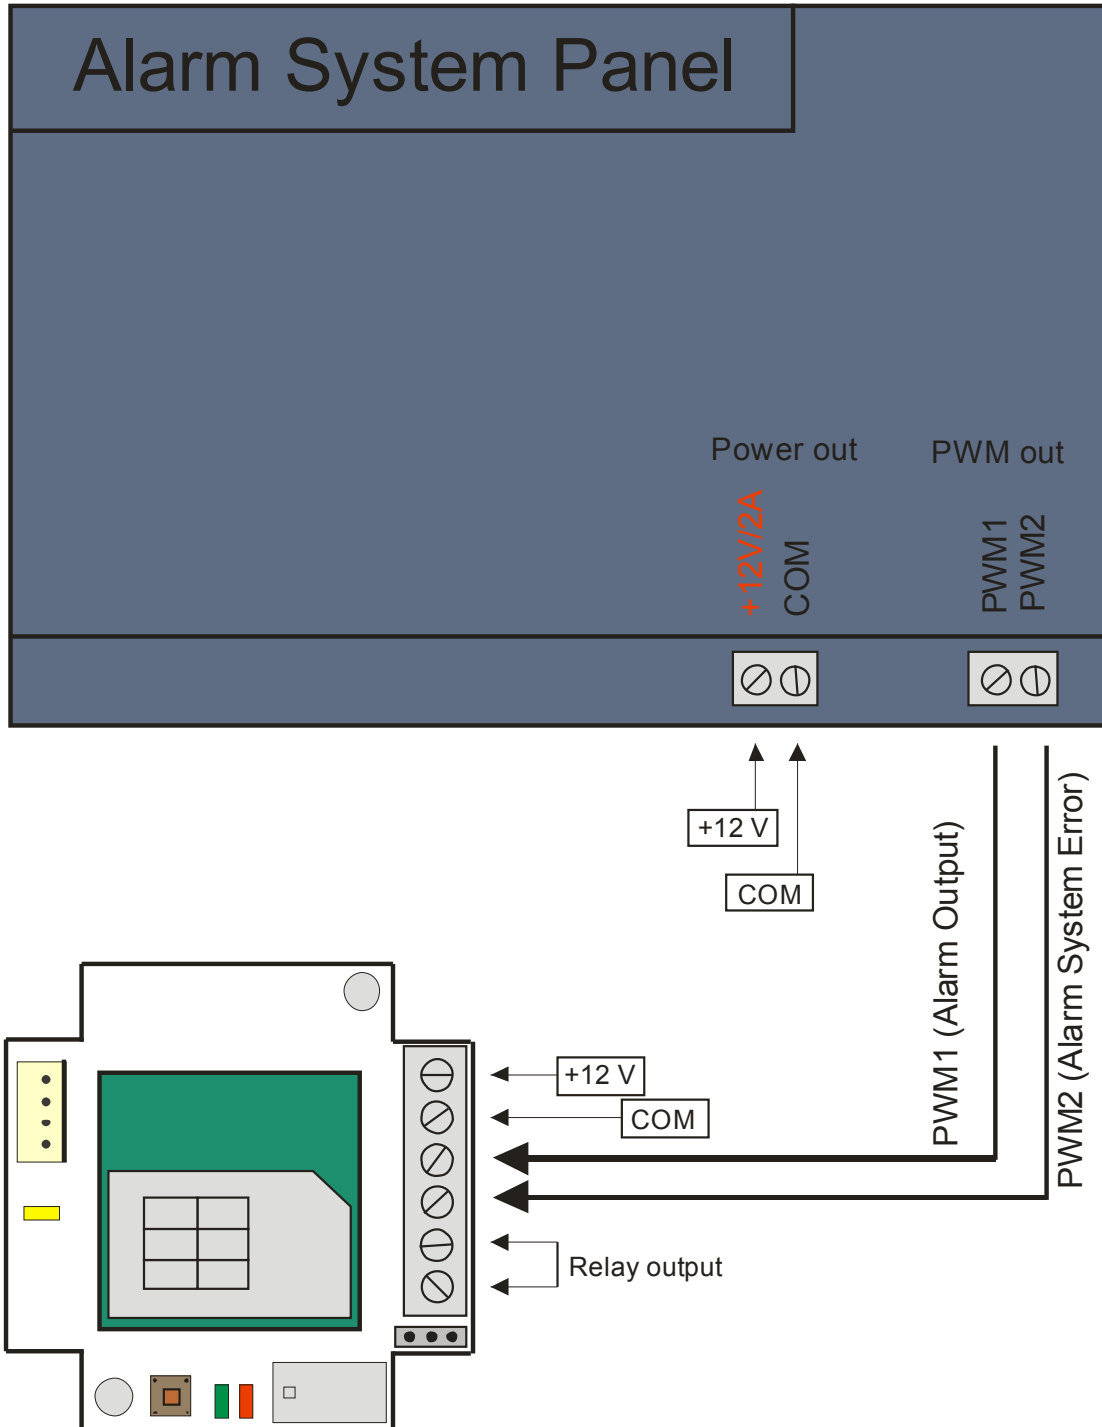 Alarm System Panel
Power out
PWM out
+12V/2A
COM
PWM1
PWM2
+12 V
COM
PWM1 (Alarm Output)
PWM2 (Alarm System Error)
+12 V
COM
Relay output